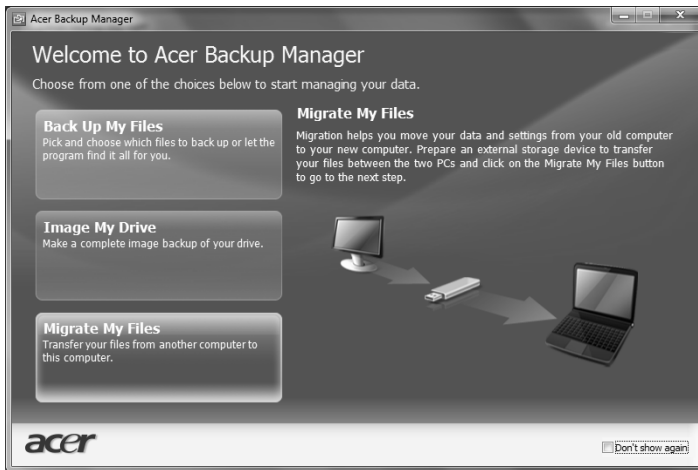 Acer Backup Manager
Welcome to Acer Backup Manager
Choose from one of the choices below to start managing your data.
Back Up My Files
Pick and choose which files to back up or let the
program find it all for you.
Image My Drive
Make a complete image backup of your drive.
Migrate My Files
Transfer your files from another computer to
this computer.
Migrate My Files
Migration helps you move your data and settings from your old computer
to your new computer. Prepare an external storage device to transfer
your files between the two PCs and click on the Migrate My Files button
to go to the next step.
acer
Don't show again